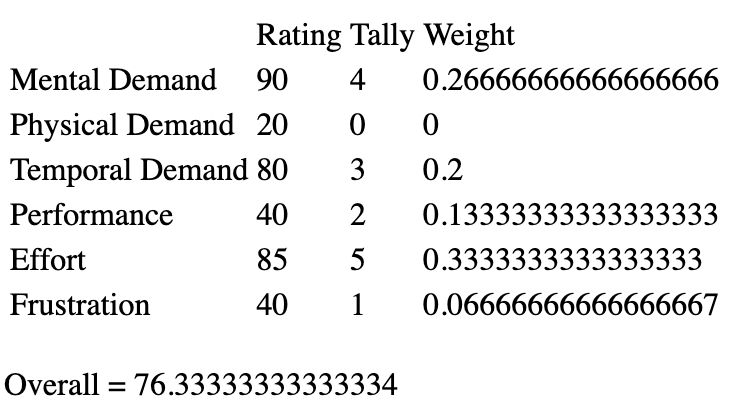 Rating Tally Weight
Mental Demand 90 4 0.26666666666666666
Physical Demand 20 0 0
Temporal Demand 80 3 0.2
Performance 40 2 0.13333333333333333
Effort 85 5 0.3333333333333333
Frustration 40 1 0.06666666666666667
Overall = 76.33333333333334